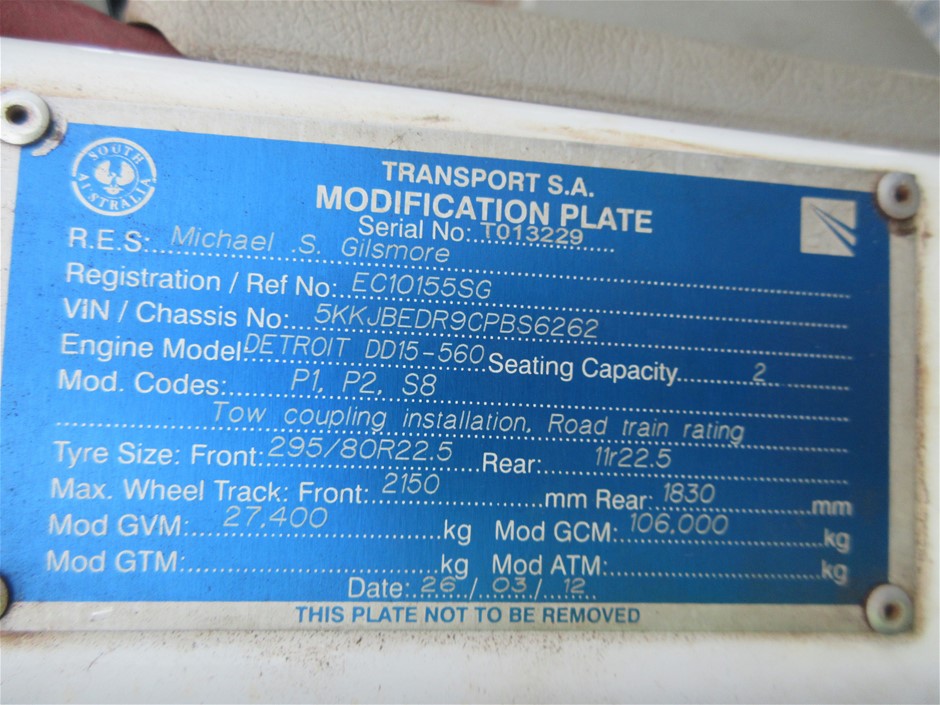 SOUTH AUSTRALIA
TRANSPORT S.A.
MODIFICATION PLATE
Serial No: T013229
R.E.S: Michael .S. Gilsmore
Registration / Ref No: EC10155SG
VIN / Chassis No: 5KKJBEDR9CPBS6262
Engine Model DETROIT DD15-560 Seating Capacity 2
Mod. Codes: P1, P2, S8
Tow coupling installation, Road train rating
Tyre Size: Front: 295/80R22.5 Rear: 11r22.5
Max. Wheel Track: Front: 2150 mm Rear: 1830 mm
Mod GVM: 27,400 kg Mod GCM: 106,000 kg
Mod GTM: kg Mod ATM: kg
Date: 26 / 03 / 12
THIS PLATE NOT TO BE REMOVED